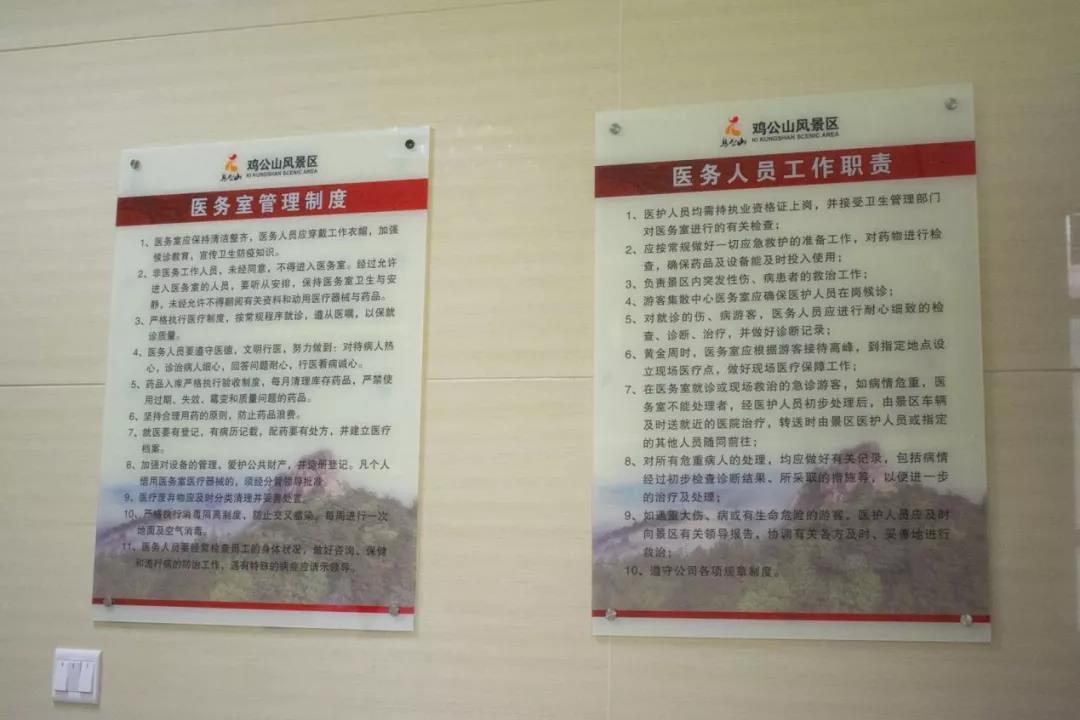 鸡公山
鸡公山风景区
KI KUNGSHAN SCENIC AREA
医务室管理制度
1、医务室应保持清洁整齐，医务人员应穿戴工作衣帽，加强
候诊教育，宣传卫生防疫知识。
2、非医务工作人员、未经同意，不得进入医务室。经过允许
进入医务室的人员，要听从安排，保持医务室卫生与安
静，未经允许不得翻阅有关资料和动用医疗器械与药品。
3、严格执行医疗制度，按常规程序就诊，遵从医嘱，以保就
诊质量。
4、医务人员要遵守医德，文明行医，努力做到：对待病人热
心，诊治病人细心，回答问题耐心，行医看病诚心。
5、药品入库严格执行验收制度，每月清理库存药品，严禁使
用过期、失效、霉变和质量问题的药品。
6、坚持合理用药的原则，防止药品浪费。
7、就医要有登记，有病历记载，配药要有处方，并建立医疗
档案。
8、加强对设备的管理，爱护公共财产，并造册登记。凡个人
借用医务室医疗器械的，须经分管领导批准。
9、医疗废弃物应及时分类清理并妥善处置。
10、严格执行消毒隔离制度、防止交叉感染，每周进行一次
地面及空气消毒。
11、医务人员要经常检查员工的身体状况，做好咨询、保健
和流行病的防治工作，遇有特殊的病症应请示领导。
鸡公山
鸡公山风景区
KI KUNGSHAN SCENIC AREA
医务人员工作职责
1、医护人员均需持执业资格证上岗，并接受卫生管理部门
对医务室进行的有关检查；
2、应按常规做好一切应急救护的准备工作，对药物进行检
查，确保药品及设备能及时投入使用；
3、负责景区内突发性伤、病患者的救治工作；
4、游客集散中心医务室应确保医护人员在岗候诊；
5、对就诊的伤、病游客，医务人员应进行耐心细致的检
查、诊断、治疗，并做好诊断记录；
6、黄金周时，医务室应根据游客接待高峰，到指定地点设
立现场医疗点，做好现场医疗保障工作；
7、在医务室就诊或现场救治的急诊游客，如病情危重，医
务室不能处理者，经医护人员初步处理后，由景区车辆
及时送就近的医院治疗，转送时由景区医护人员或指定
的其他人员随同前往；
8、对所有危重病人的处理，均应做好有关记录，包括病情
经过初步检查诊断结果、所采取的措施等，以便进一步
的治疗及处理；
9、如遇重大伤、病或有生命危险的游客，医护人员应及时
向景区有关领导报告，协调有关各方及时、妥善地进行
救治；
10、遵守公司各项规章制度。